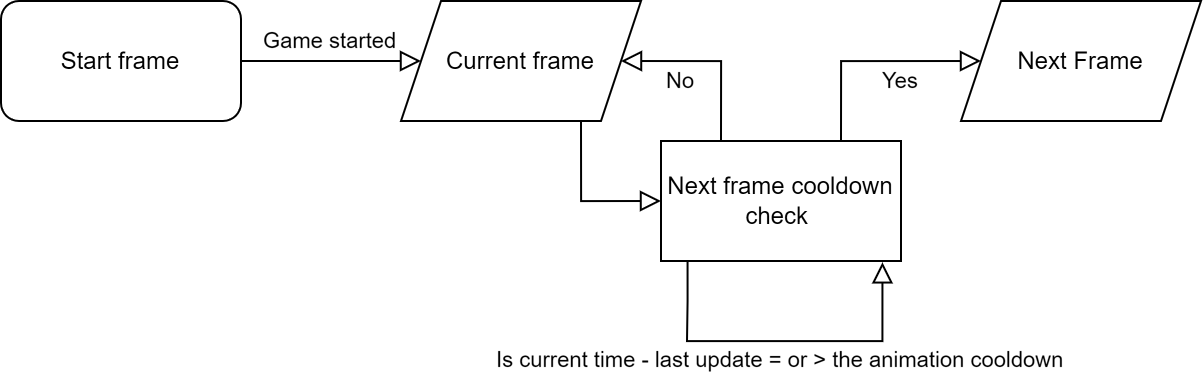 Start frame
Game started
Current frame
No
Yes
Next Frame
Next frame cooldown
check
Is current time - last update = or > the animation cooldown